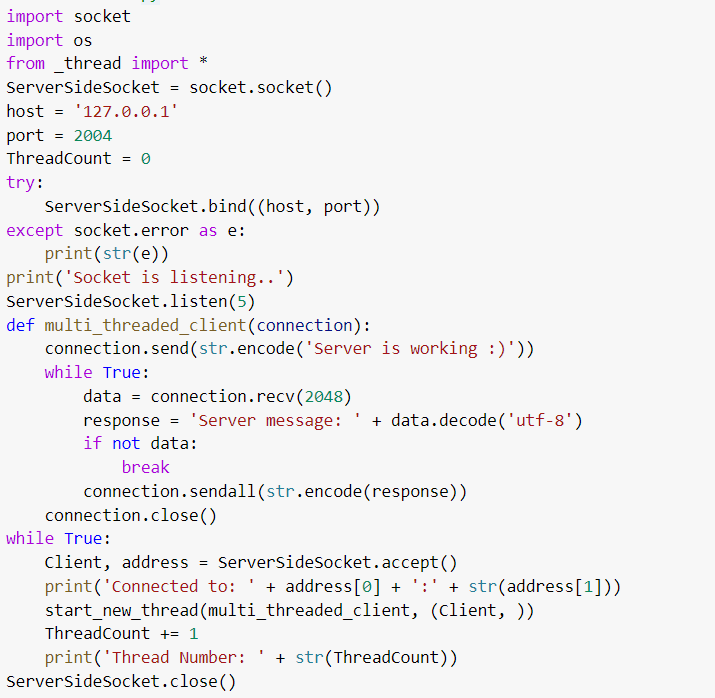 import socket
import os
from _thread import *
ServerSideSocket = socket.socket()
host = '127.0.0.1'
port = 2004
ThreadCount = 0
try:
    ServerSideSocket.bind((host, port))
except socket.error as e:
    print(str(e))
print('Socket is listening..')
ServerSideSocket.listen(5)
def multi_threaded_client(connection):
    connection.send(str.encode('Server is working :)'))
    while True:
        data = connection.recv(2048)
        response = 'Server message: ' + data.decode('utf-8')
        if not data:
            break
        connection.sendall(str.encode(response))
    connection.close()
while True:
    Client, address = ServerSideSocket.accept()
    print('Connected to: ' + address[0] + ':' + str(address[1]))
    start_new_thread(multi_threaded_client, (Client, ))
    ThreadCount += 1
    print('Thread Number: ' + str(ThreadCount))
ServerSideSocket.close()